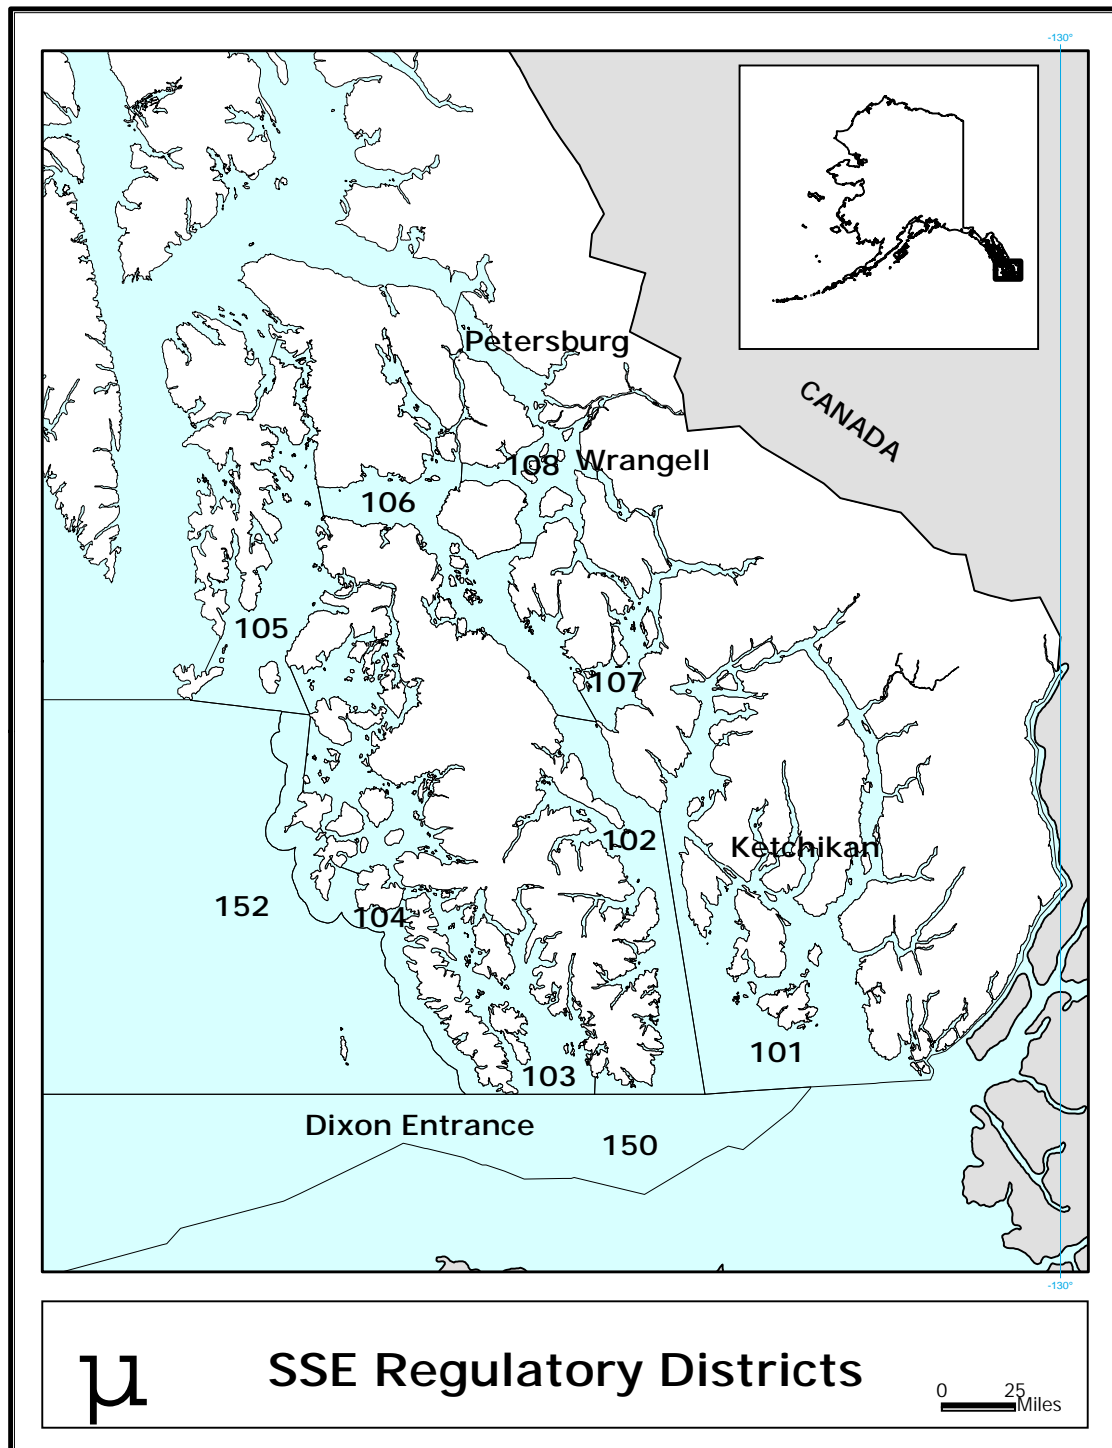 -130°
Petersburg
CANADA
108
Wrangell
106
105
107
102
Ketchikan
152
104
101
103
Dixon Entrance
150
-130°
µ
SSE Regulatory Districts
0 25
Miles